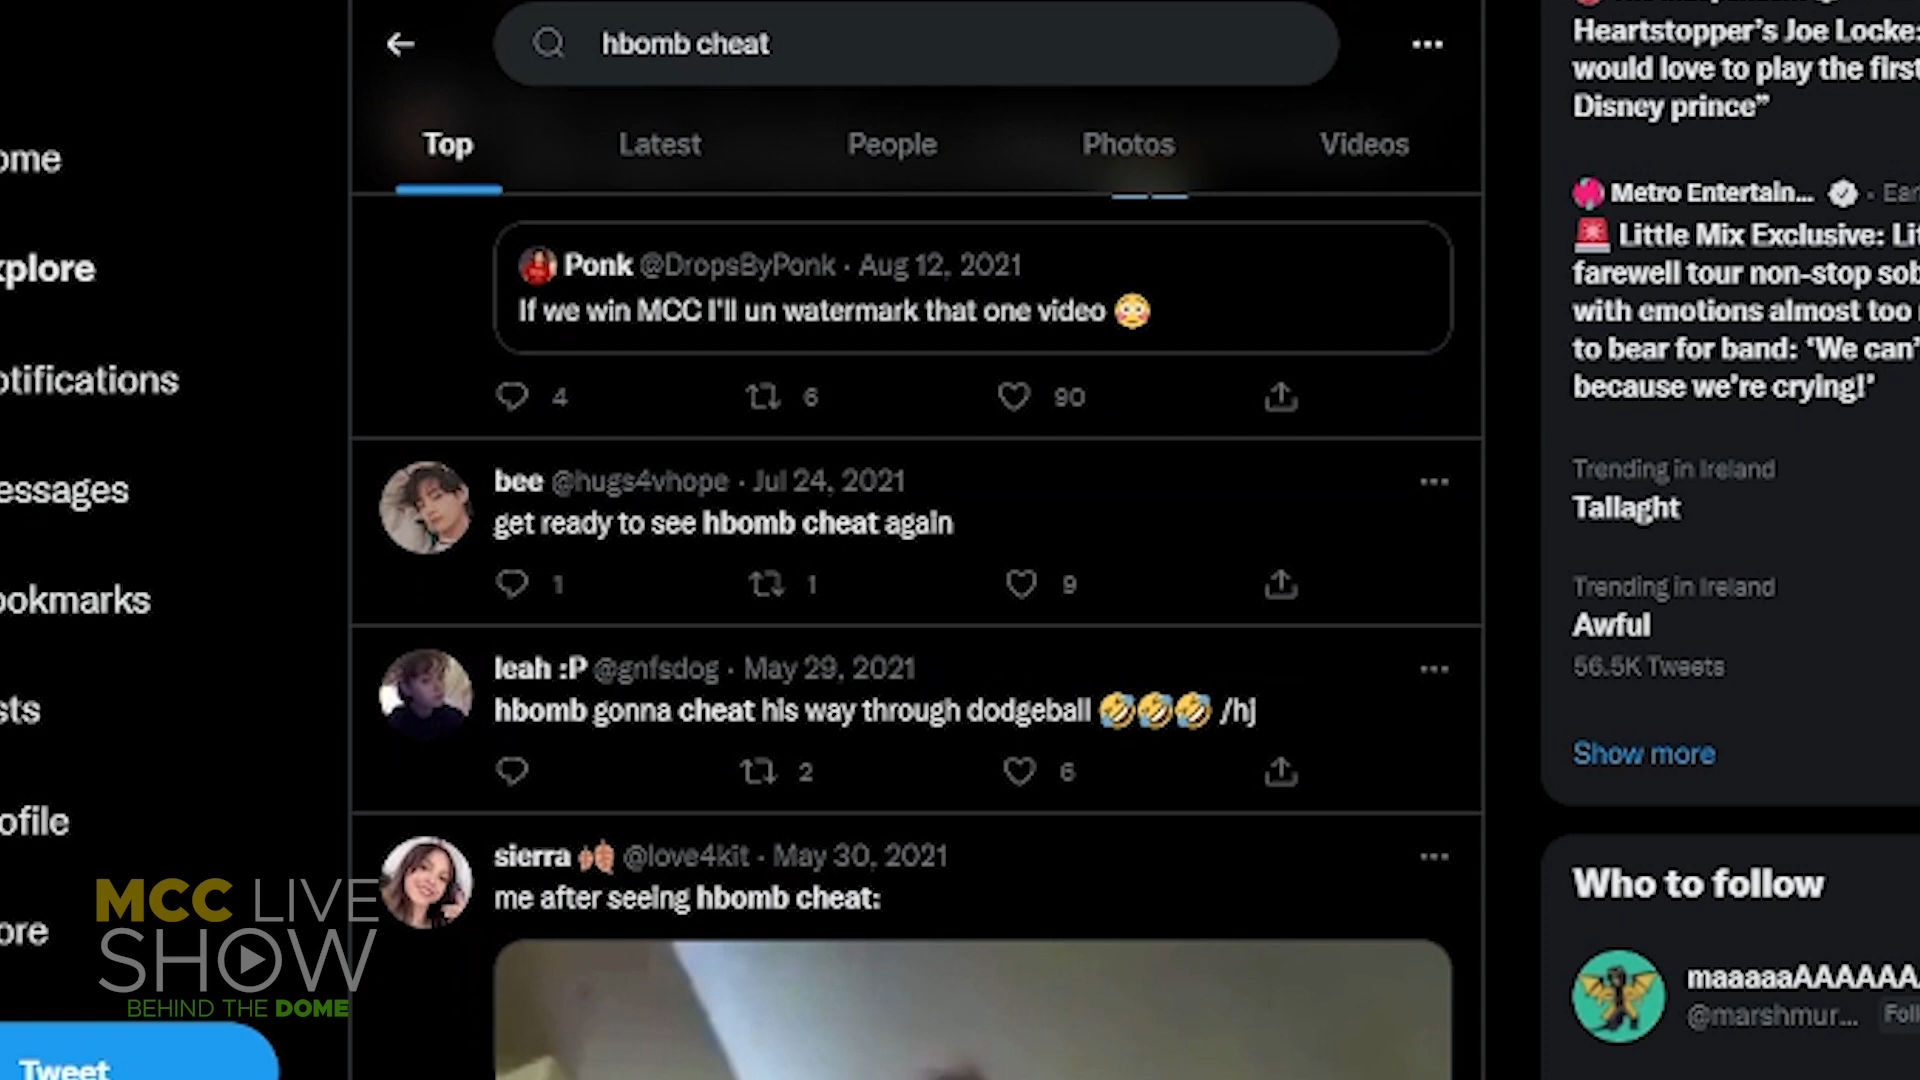 hbomb cheat
Top
Latest
People
Photos
Videos
Ponk @DropsByPonk · Aug 12, 2021
If we win MCC I'll un watermark that one video 😳
4
6
90
bee @hugs4vhope · Jul 24, 2021
get ready to see hbomb cheat again
1
1
9
leah :P @gnfsdog · May 29, 2021
hbomb gonna cheat his way through dodgeball 🤣🤣🤣 /hj
2
6
sierra 🍂 @love4kit · May 30, 2021
me after seeing hbomb cheat:
ome
xplore
otifications
essages
ookmarks
sts
ofile
ore
Tweet
MCC LIVE
SHOW
BEHIND THE DOME
Heartstopper's Joe Locke:
would love to play the first
Disney prince”
Metro Entertain... · Ear
🚨 Little Mix Exclusive: Lit
farewell tour non-stop sob
with emotions almost too
to bear for band: ‘We can’
because we’re crying!’
Trending in Ireland
Tallaght
Trending in Ireland
Awful
56.5K Tweets
Show more
Who to follow
maaaaaAAAAAA
@marshmur...
Foll